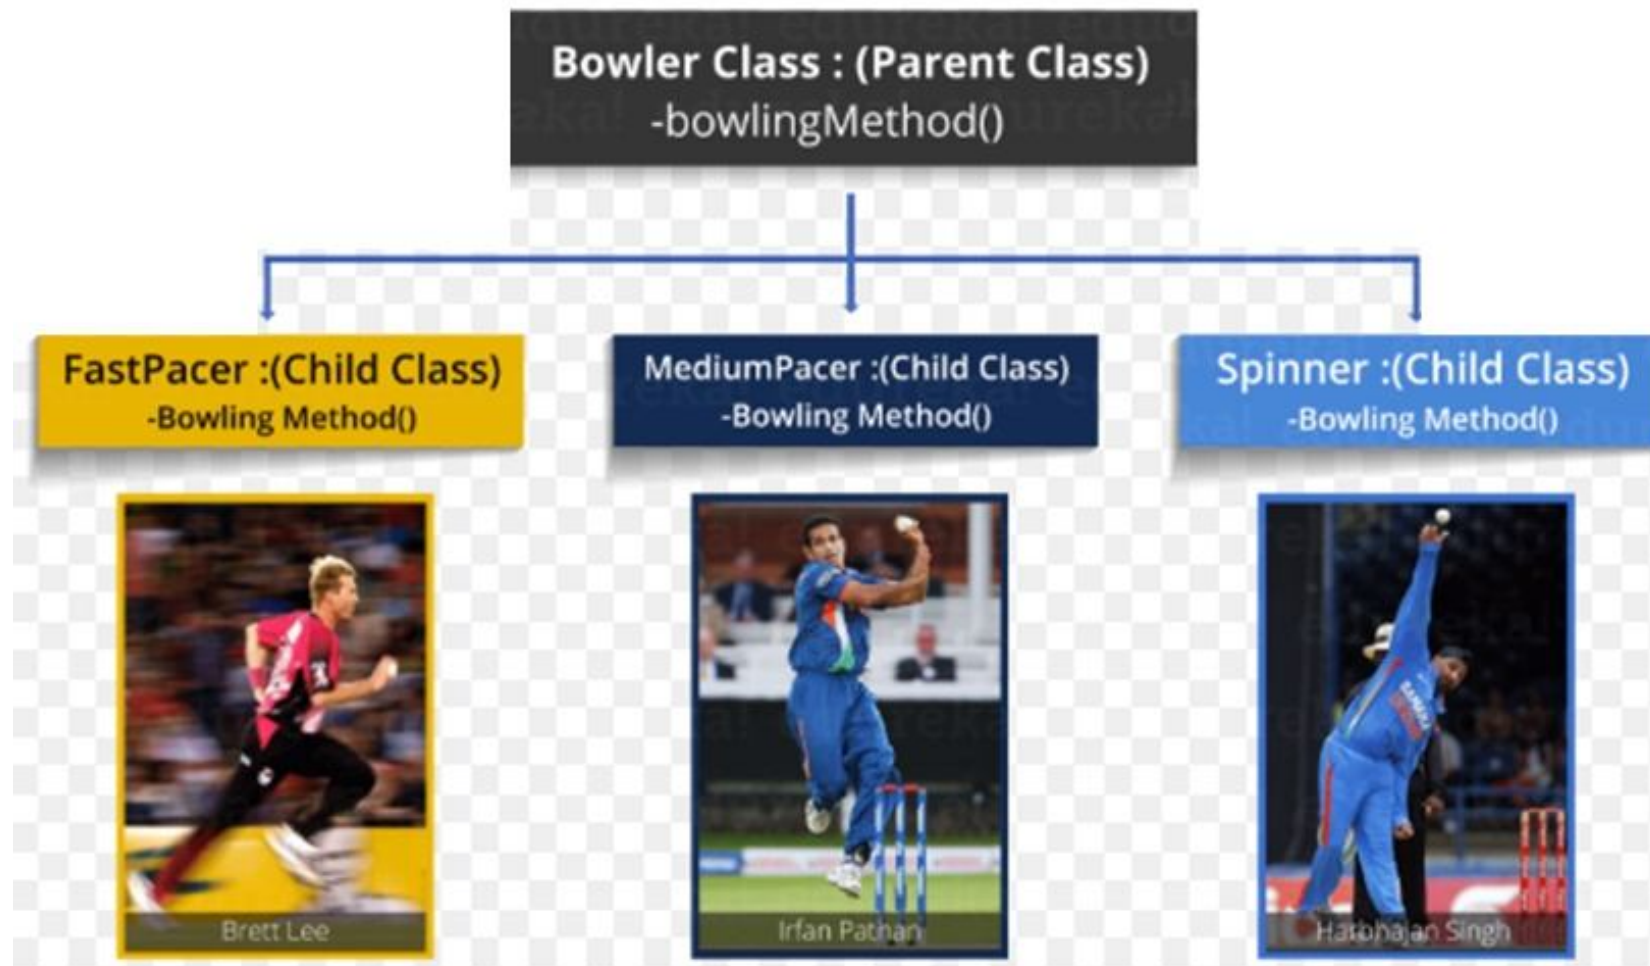 Bowler Class : (Parent Class)
-bowlingMethod()
FastPacer :(Child Class)
-Bowling Method()
MediumPacer :(Child Class)
-Bowling Method()
Spinner :(Child Class)
-Bowling Method()
Brett Lee
Irfan Pathan
Harbhajan Singh